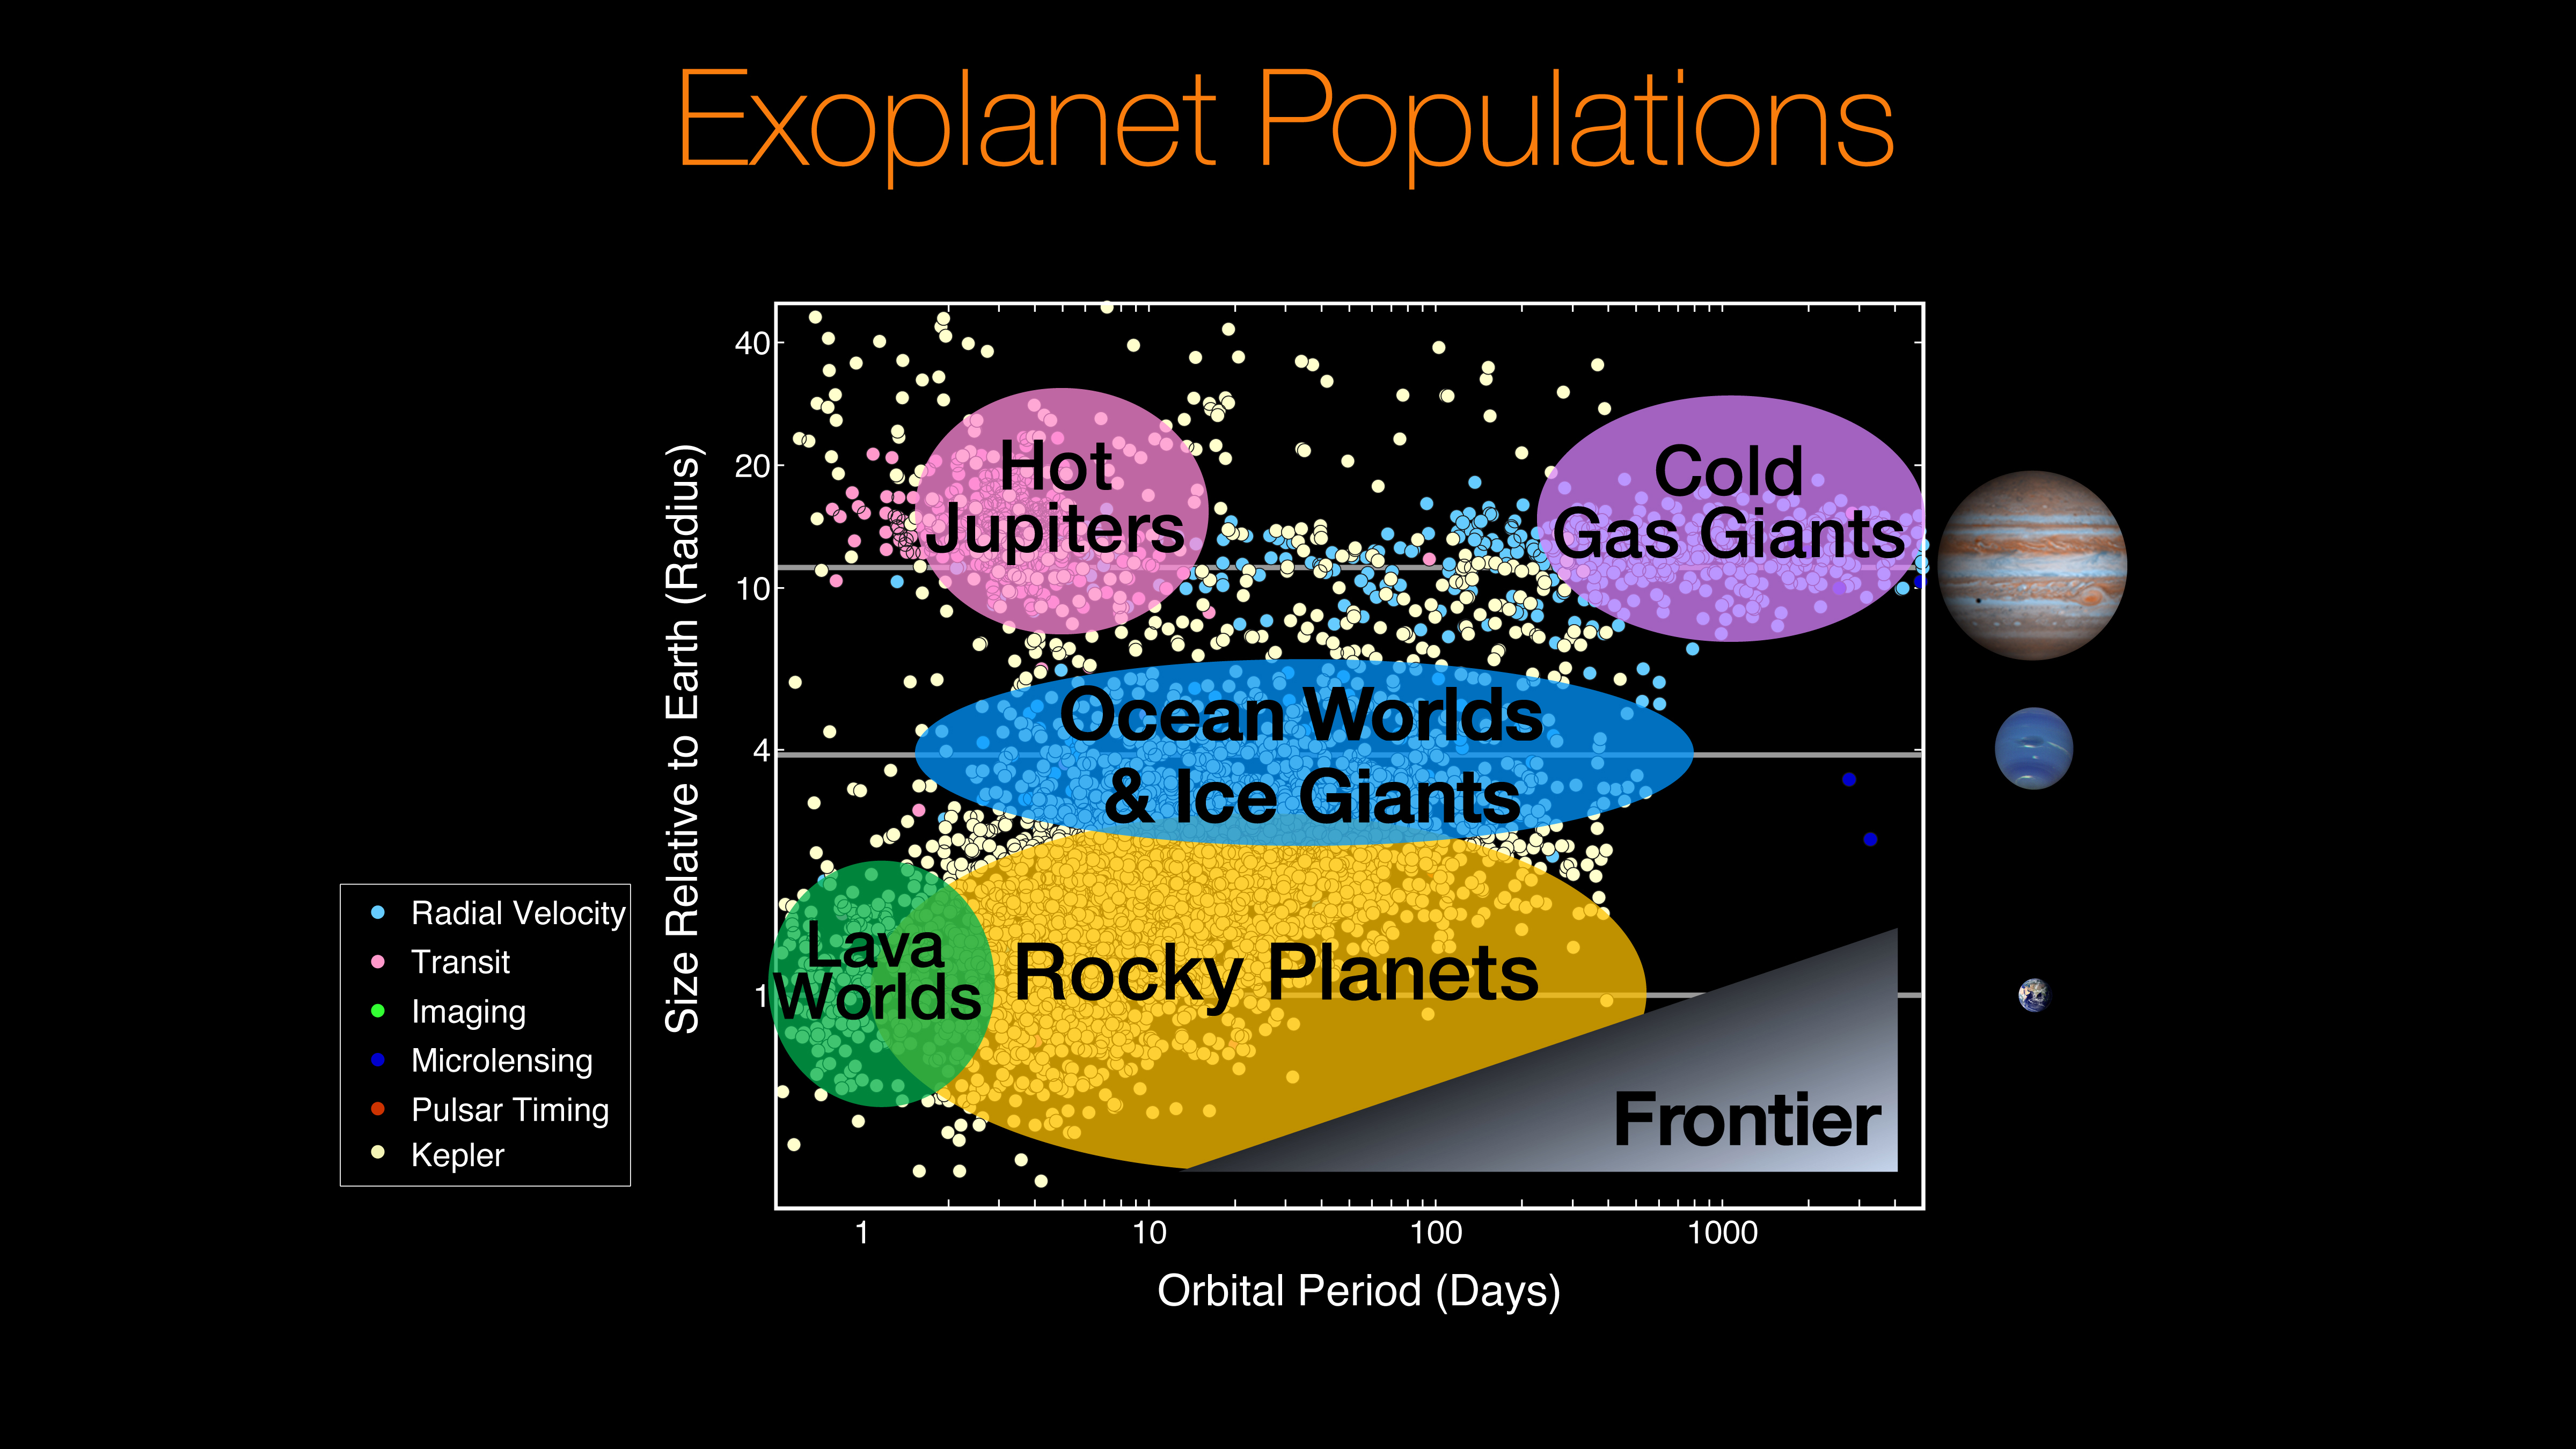 Exoplanet Populations
Size Relative to Earth (Radius)
40
20
10
4
1
Hot
Jupiters
Cold
Gas Giants
Ocean Worlds
& Ice Giants
Lava
Worlds
Rocky Planets
Frontier
Radial Velocity
Transit
Imaging
Microlensing
Pulsar Timing
Kepler
1 10 100 1000
Orbital Period (Days)